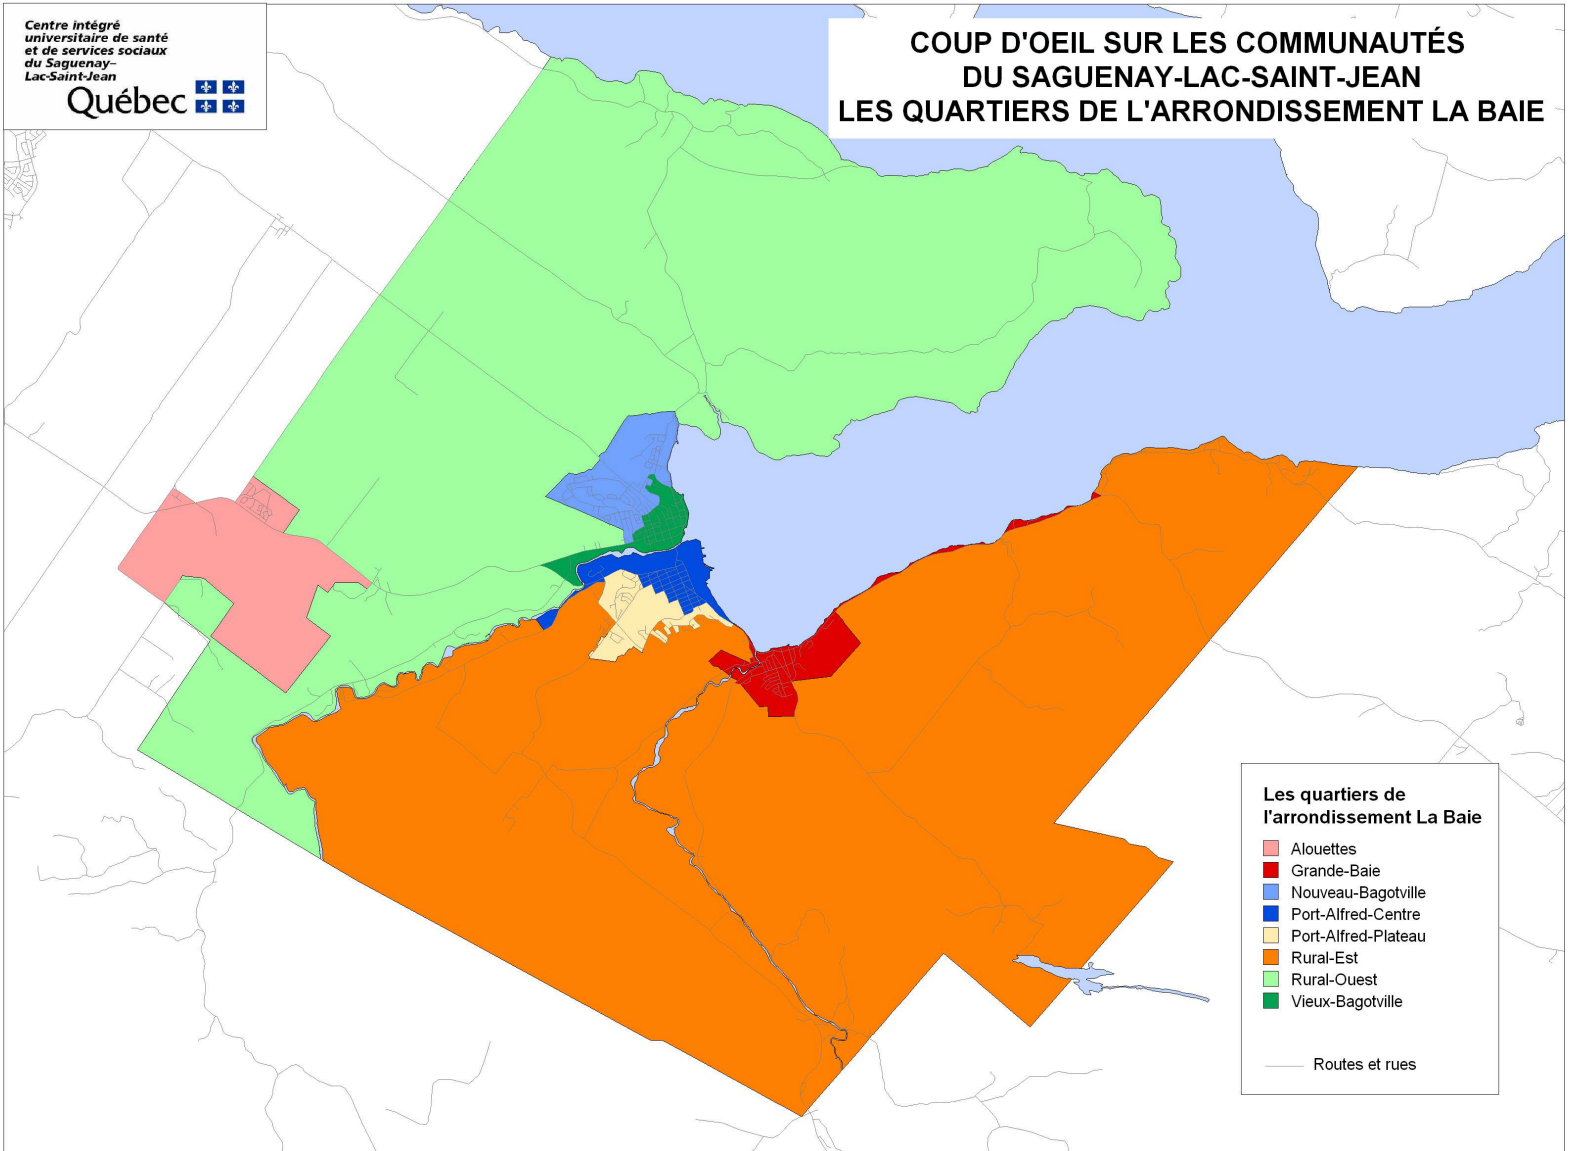 Centre intégré
universitaire de santé
et de services sociaux
du Saguenay–
Lac-Saint-Jean
Québec
COUP D'OEIL SUR LES COMMUNAUTÉS
DU SAGUENAY-LAC-SAINT-JEAN
LES QUARTIERS DE L'ARRONDISSEMENT LA BAIE
Les quartiers de
l'arrondissement La Baie
Alouettes
Grande-Baie
Nouveau-Bagotville
Port-Alfred-Centre
Port-Alfred-Plateau
Rural-Est
Rural-Ouest
Vieux-Bagotville
Routes et rues